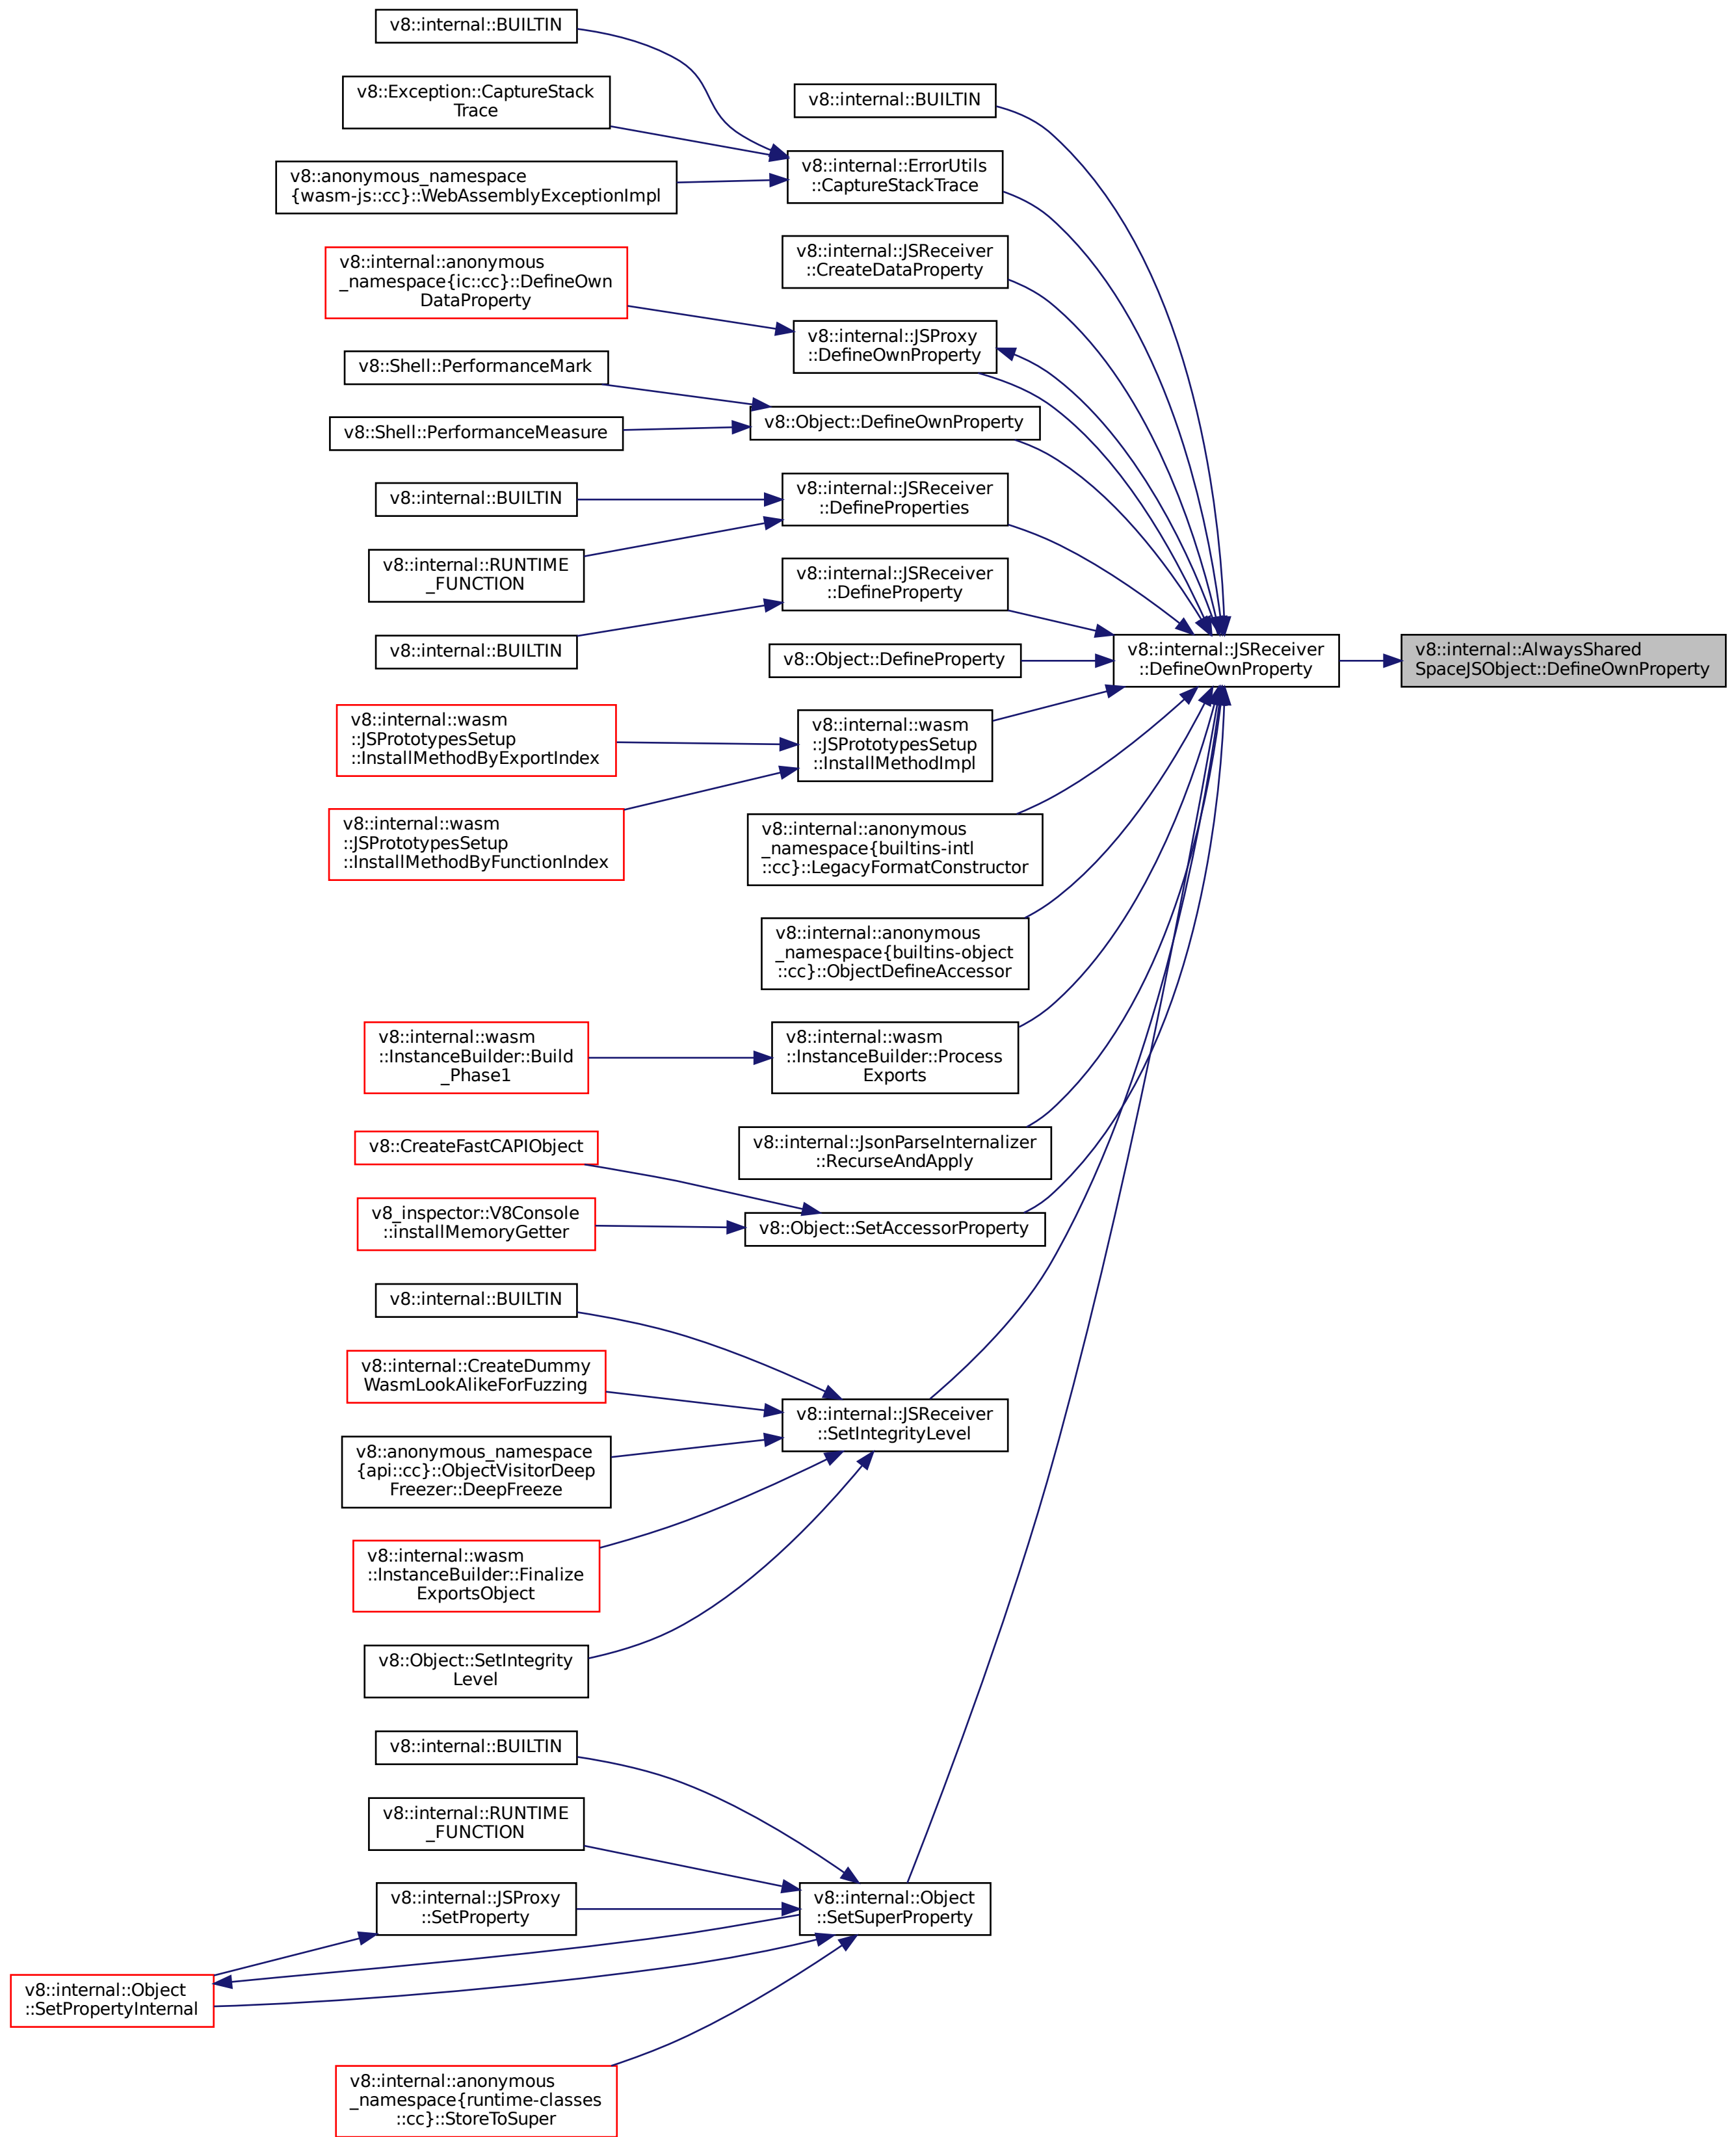 v8::internal::BUILTIN
v8::Exception::CaptureStack
Trace
v8::anonymous_namespace
{wasm-js::cc}::WebAssemblyExceptionImpl
v8::internal::anonymous
_namespace{ic::cc}::DefineOwn
DataProperty
v8::Shell::PerformanceMark
v8::Shell::PerformanceMeasure
v8::internal::BUILTIN
v8::internal::RUNTIME
_FUNCTION
v8::internal::BUILTIN
v8::internal::wasm
::JSPrototypesSetup
::InstallMethodByExportIndex
v8::internal::wasm
::JSPrototypesSetup
::InstallMethodByFunctionIndex
v8::internal::wasm
::InstanceBuilder::Build
_Phase1
v8::CreateFastCAPIObject
v8_inspector::V8Console
::installMemoryGetter
v8::internal::BUILTIN
v8::internal::CreateDummy
WasmLookAlikeForFuzzing
v8::anonymous_namespace
{api::cc}::ObjectVisitorDeep
Freezer::DeepFreeze
v8::internal::wasm
::InstanceBuilder::Finalize
ExportsObject
v8::Object::SetIntegrity
Level
v8::internal::BUILTIN
v8::internal::RUNTIME
_FUNCTION
v8::internal::JSProxy
::SetProperty
v8::internal::Object
::SetPropertyInternal
v8::internal::anonymous
_namespace{runtime-classes
::cc}::StoreToSuper
v8::internal::BUILTIN
v8::internal::ErrorUtils
::CaptureStackTrace
v8::internal::JSReceiver
::CreateDataProperty
v8::internal::JSProxy
::DefineOwnProperty
v8::Object::DefineOwnProperty
v8::internal::JSReceiver
::DefineProperties
v8::internal::JSReceiver
::DefineProperty
v8::Object::DefineProperty
v8::internal::wasm
::JSPrototypesSetup
::InstallMethodImpl
v8::internal::anonymous
_namespace{builtins-intl
::cc}::LegacyFormatConstructor
v8::internal::anonymous
_namespace{builtins-object
::cc}::ObjectDefineAccessor
v8::internal::wasm
::InstanceBuilder::Process
Exports
v8::internal::JsonParseInternalizer
::RecurseAndApply
v8::Object::SetAccessorProperty
v8::internal::JSReceiver
::SetIntegrityLevel
v8::internal::Object
::SetSuperProperty
v8::internal::JSReceiver
::DefineOwnProperty
v8::internal::AlwaysShared
SpaceJSObject::DefineOwnProperty